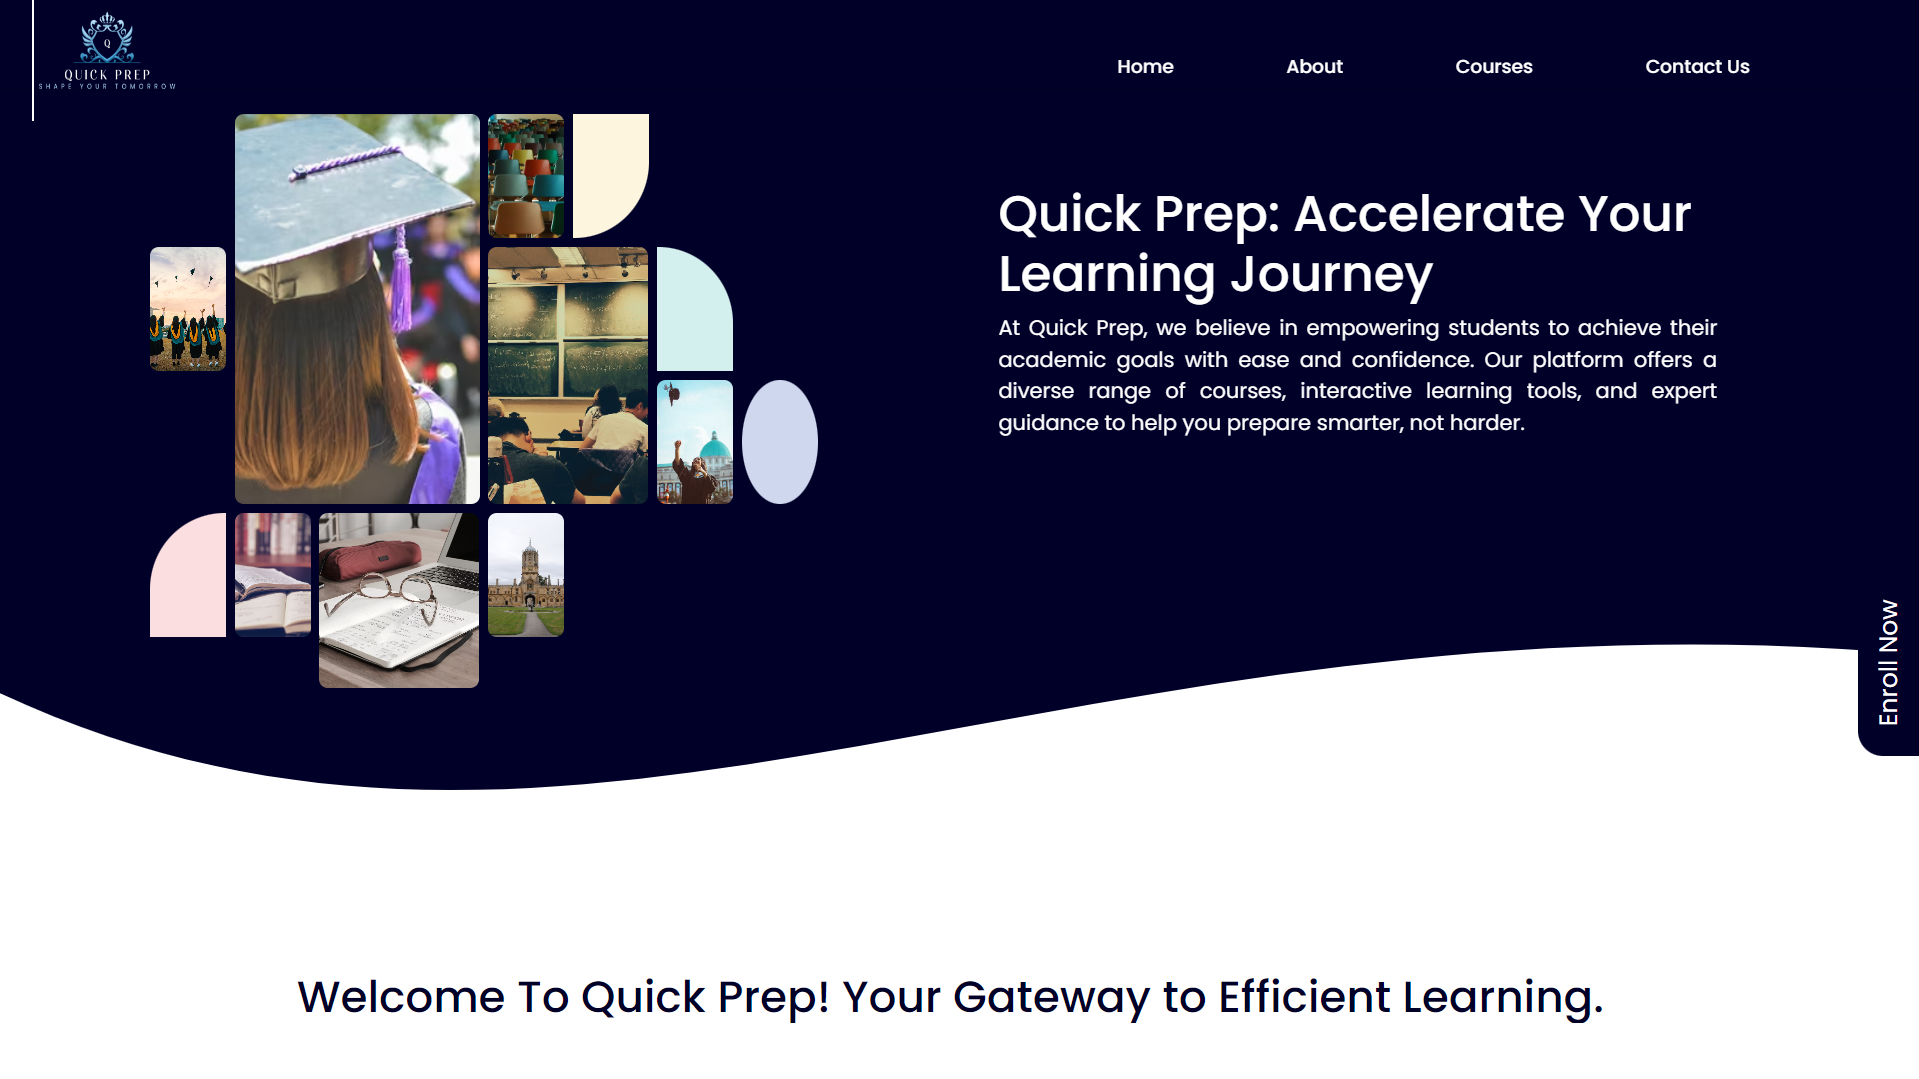 Q
QUICK PREP
SHAPE YOUR TOMORROW
Home
About
Courses
Contact Us
Quick Prep: Accelerate Your
Learning Journey
At Quick Prep, we believe in empowering students to achieve their
academic goals with ease and confidence. Our platform offers a
diverse range of courses, interactive learning tools, and expert
guidance to help you prepare smarter, not harder.
Enroll Now
Welcome To Quick Prep! Your Gateway to Efficient Learning.